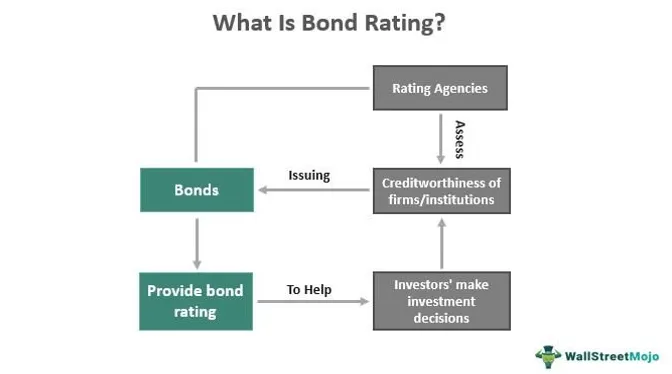 What Is Bond Rating?
Rating Agencies
Assess
Bonds
Issuing
Creditworthiness of
firms/institutions
Provide bond
rating
To Help
Investors' make
investment
decisions
WallStreetMojo